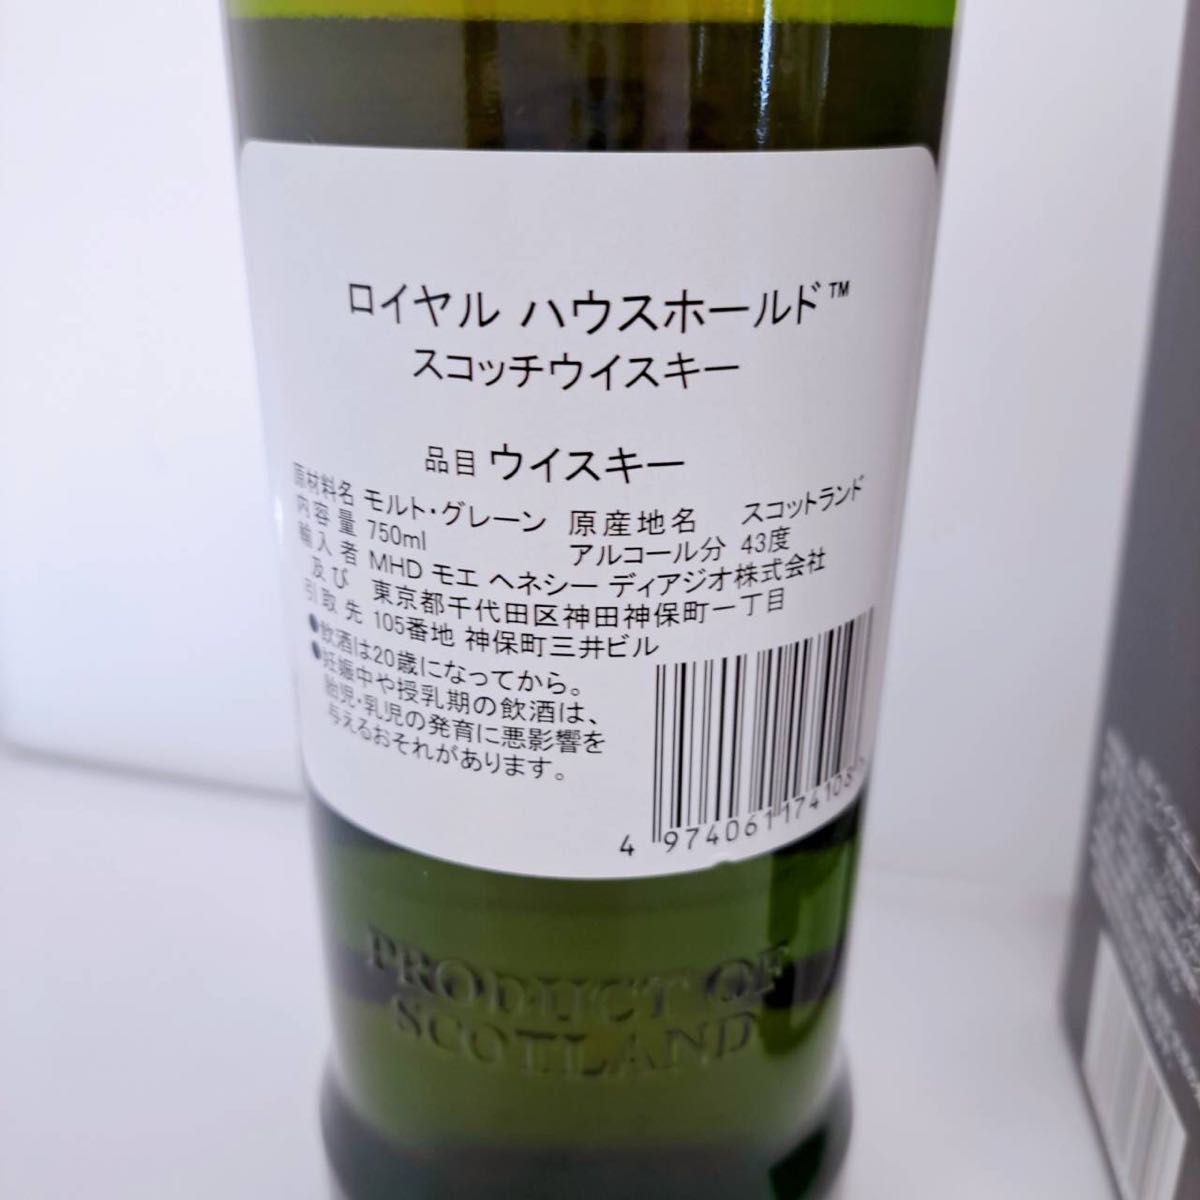 ロイヤル ハウスホールド™
スコッチウイスキー
品目 ウイスキー
原材料名 モルト・グレーン 原産地名 スコットランド
内容量 750ml アルコール分 43度
輸入者 MHD モエ ヘネシー ディアジオ株式会社
及び 東京都千代田区神田神保町一丁目
引取先 105番地 神保町三井ビル
●飲酒は20歳になってから。
●妊娠中や授乳期の飲酒は、
胎児・乳児の発育に悪影響を
与えるおそれがあります。
4 974061174108
PRODUCT OF
SCOTLAND